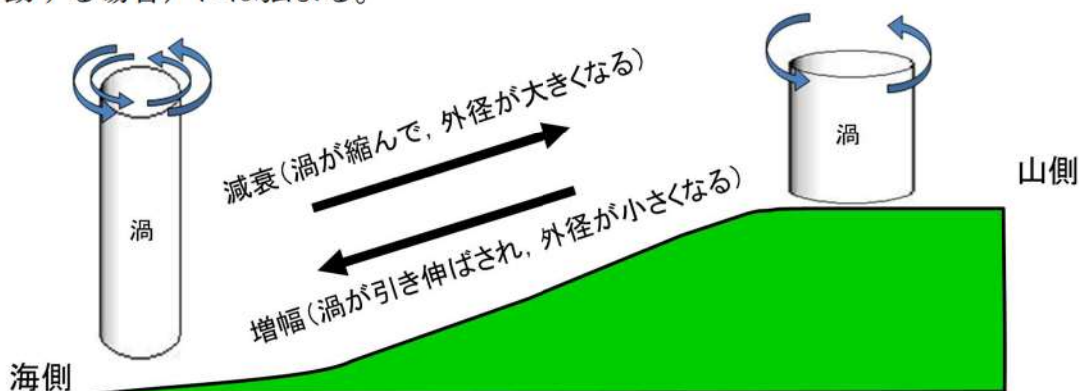 減衰(渦が縮んで, 外径が大きくなる)
渦
山側
渦
増幅(渦が引き伸ばされ, 外径が小さくなる)
海側